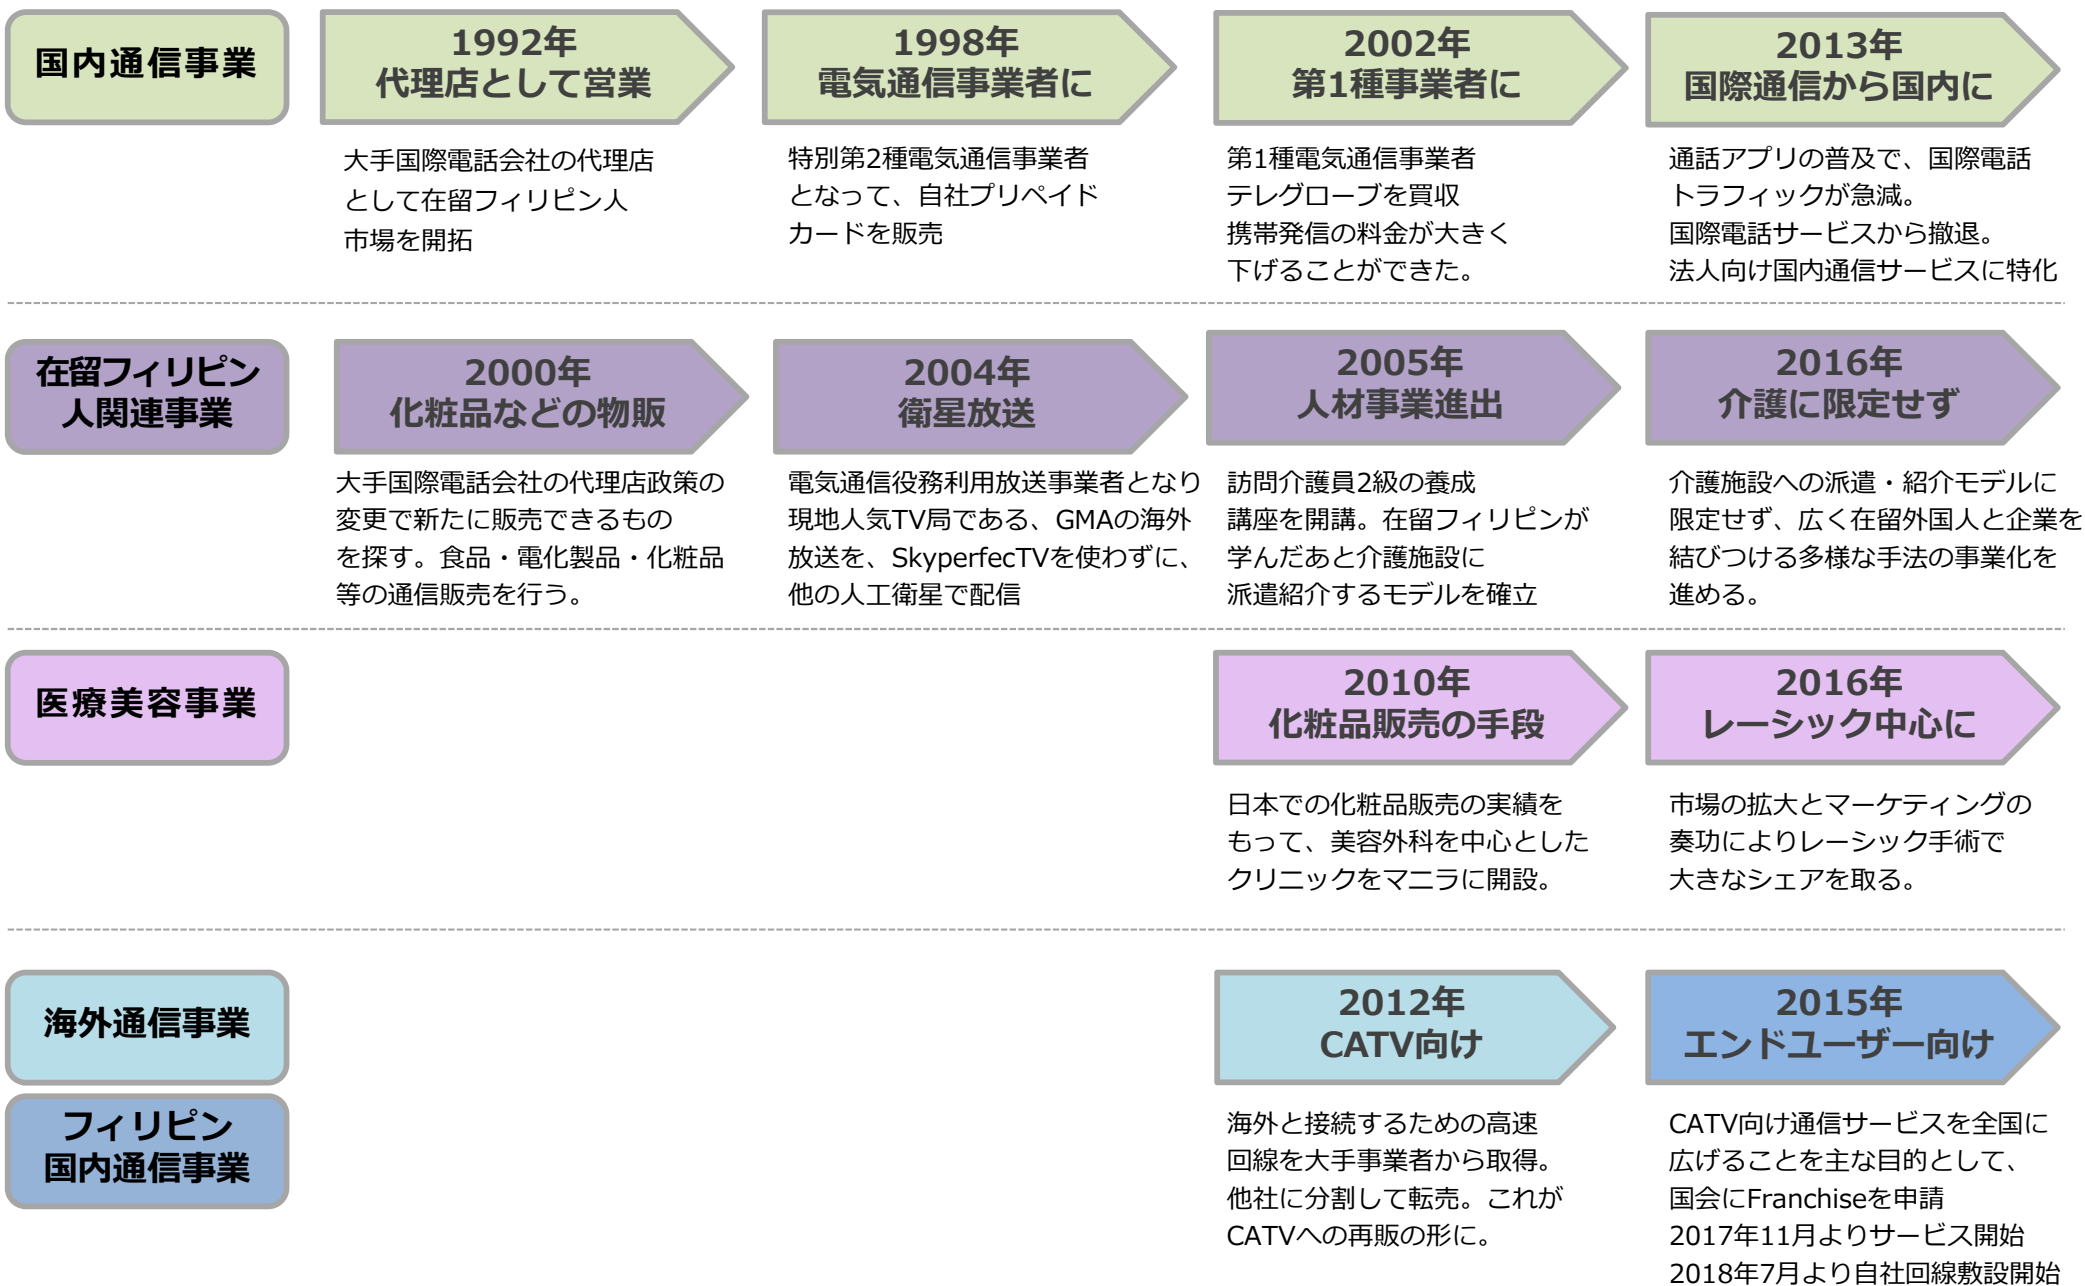 国内通信事業
1992年
代理店として営業
1998年
電気通信事業者に
2002年
第1種事業者に
2013年
国際通信から国内に
大手国際電話会社の代理店
として在留フィリピン人
市場を開拓
特別第2種電気通信事業者
となって、自社プリペイド
カードを販売
第1種電気通信事業者
テレグローブを買収
携帯発信の料金が大きく
下げることができた。
通話アプリの普及で、国際電話
トラフィックが急減。
国際電話サービスから撤退。
法人向け国内通信サービスに特化
在留フィリピン
人関連事業
2000年
化粧品などの物販
2004年
衛星放送
2005年
人材事業進出
2016年
介護に限定せず
大手国際電話会社の代理店政策の
変更で新たに販売できるもの
を探す。食品・電化製品・化粧品
等の通信販売を行う。
電気通信役務利用放送事業者となり
現地人気TV局である、GMAの海外
放送を、SkyperfecTVを使わずに、
他の人工衛星で配信
訪問介護員2級の養成
講座を開講。在留フィリピンが
学んだあと介護施設に
派遣紹介するモデルを確立
介護施設への派遣・紹介モデルに
限定せず、広く在留外国人と企業を
結びつける多様な手法の事業化を
進める。
医療美容事業
2010年
化粧品販売の手段
2016年
レーシック中心に
日本での化粧品販売の実績を
もって、美容外科を中心とした
クリニックをマニラに開設。
市場の拡大とマーケティングの
奏功によりレーシック手術で
大きなシェアを取る。
海外通信事業
フィリピン
国内通信事業
2012年
CATV向け
2015年
エンドユーザー向け
海外と接続するための高速
回線を大手事業者から取得。
他社に分割して転売。これが
CATVへの再販の形に。
CATV向け通信サービスを全国に
広げることを主な目的として、
国会にFranchiseを申請
2017年11月よりサービス開始
2018年7月より自社回線敷設開始